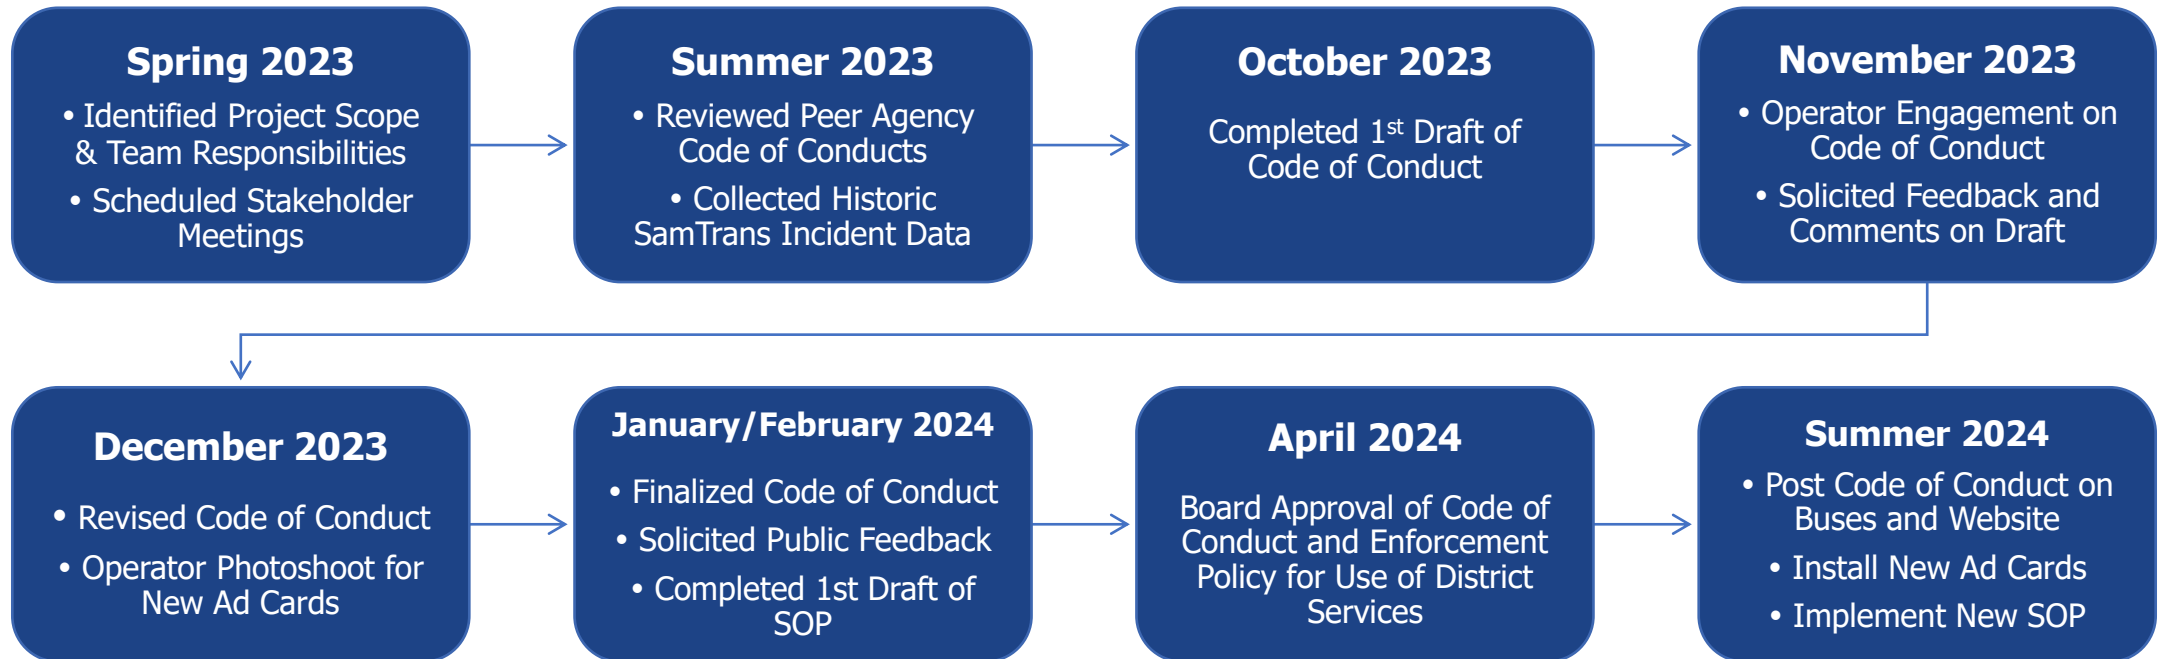 Spring 2023
• Identified Project Scope
& Team Responsibilities
• Scheduled Stakeholder
Meetings
Summer 2023
• Reviewed Peer Agency
Code of Conducts
• Collected Historic
SamTrans Incident Data
October 2023
Completed 1st Draft of
Code of Conduct
November 2023
• Operator Engagement on
Code of Conduct
• Solicited Feedback and
Comments on Draft
December 2023
• Revised Code of Conduct
• Operator Photoshoot for
New Ad Cards
January/February 2024
• Finalized Code of Conduct
• Solicited Public Feedback
• Completed 1st Draft of
SOP
April 2024
Board Approval of Code of
Conduct and Enforcement
Policy for Use of District
Services
Summer 2024
• Post Code of Conduct on
Buses and Website
• Install New Ad Cards
• Implement New SOP